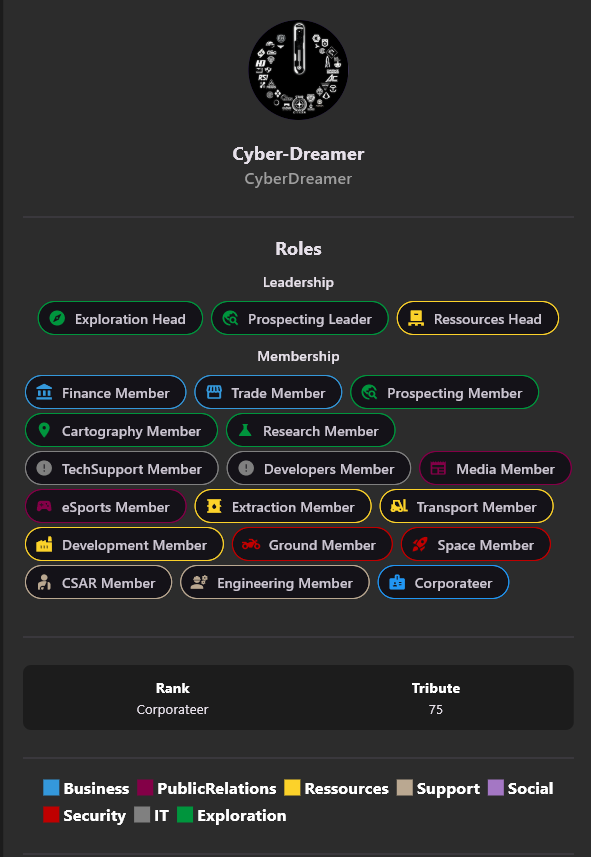 Cyber-Dreamer
CyberDreamer
Roles
Leadership
Exploration Head Prospecting Leader Ressources Head
Membership
Finance Member Trade Member Prospecting Member
Cartography Member Research Member
TechSupport Member Developers Member Media Member
eSports Member Extraction Member Transport Member
Development Member Ground Member Space Member
CSAR Member Engineering Member Corporateer
Rank Tribute
Corporateer 75
Business PublicRelations Ressources Support Social
Security IT Exploration